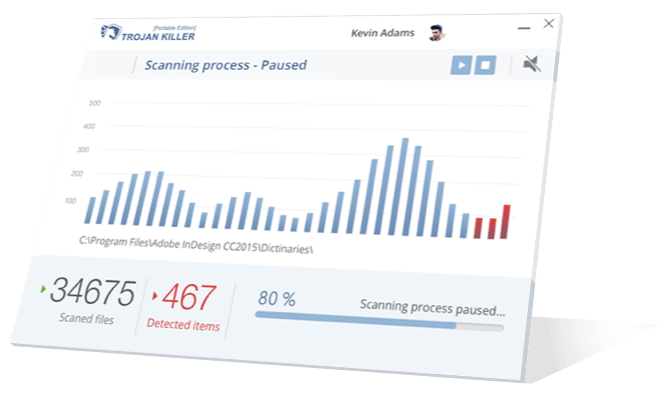 [Portable Edition]
TROJAN KILLER
Kevin Adams
Scanning process - Paused
500
400
300
200
100
C:\Program Files\Adobe InDesign CC2015\Dictinaries\
34675
Scaned files
467
Detected items
80 %
Scanning process paused...